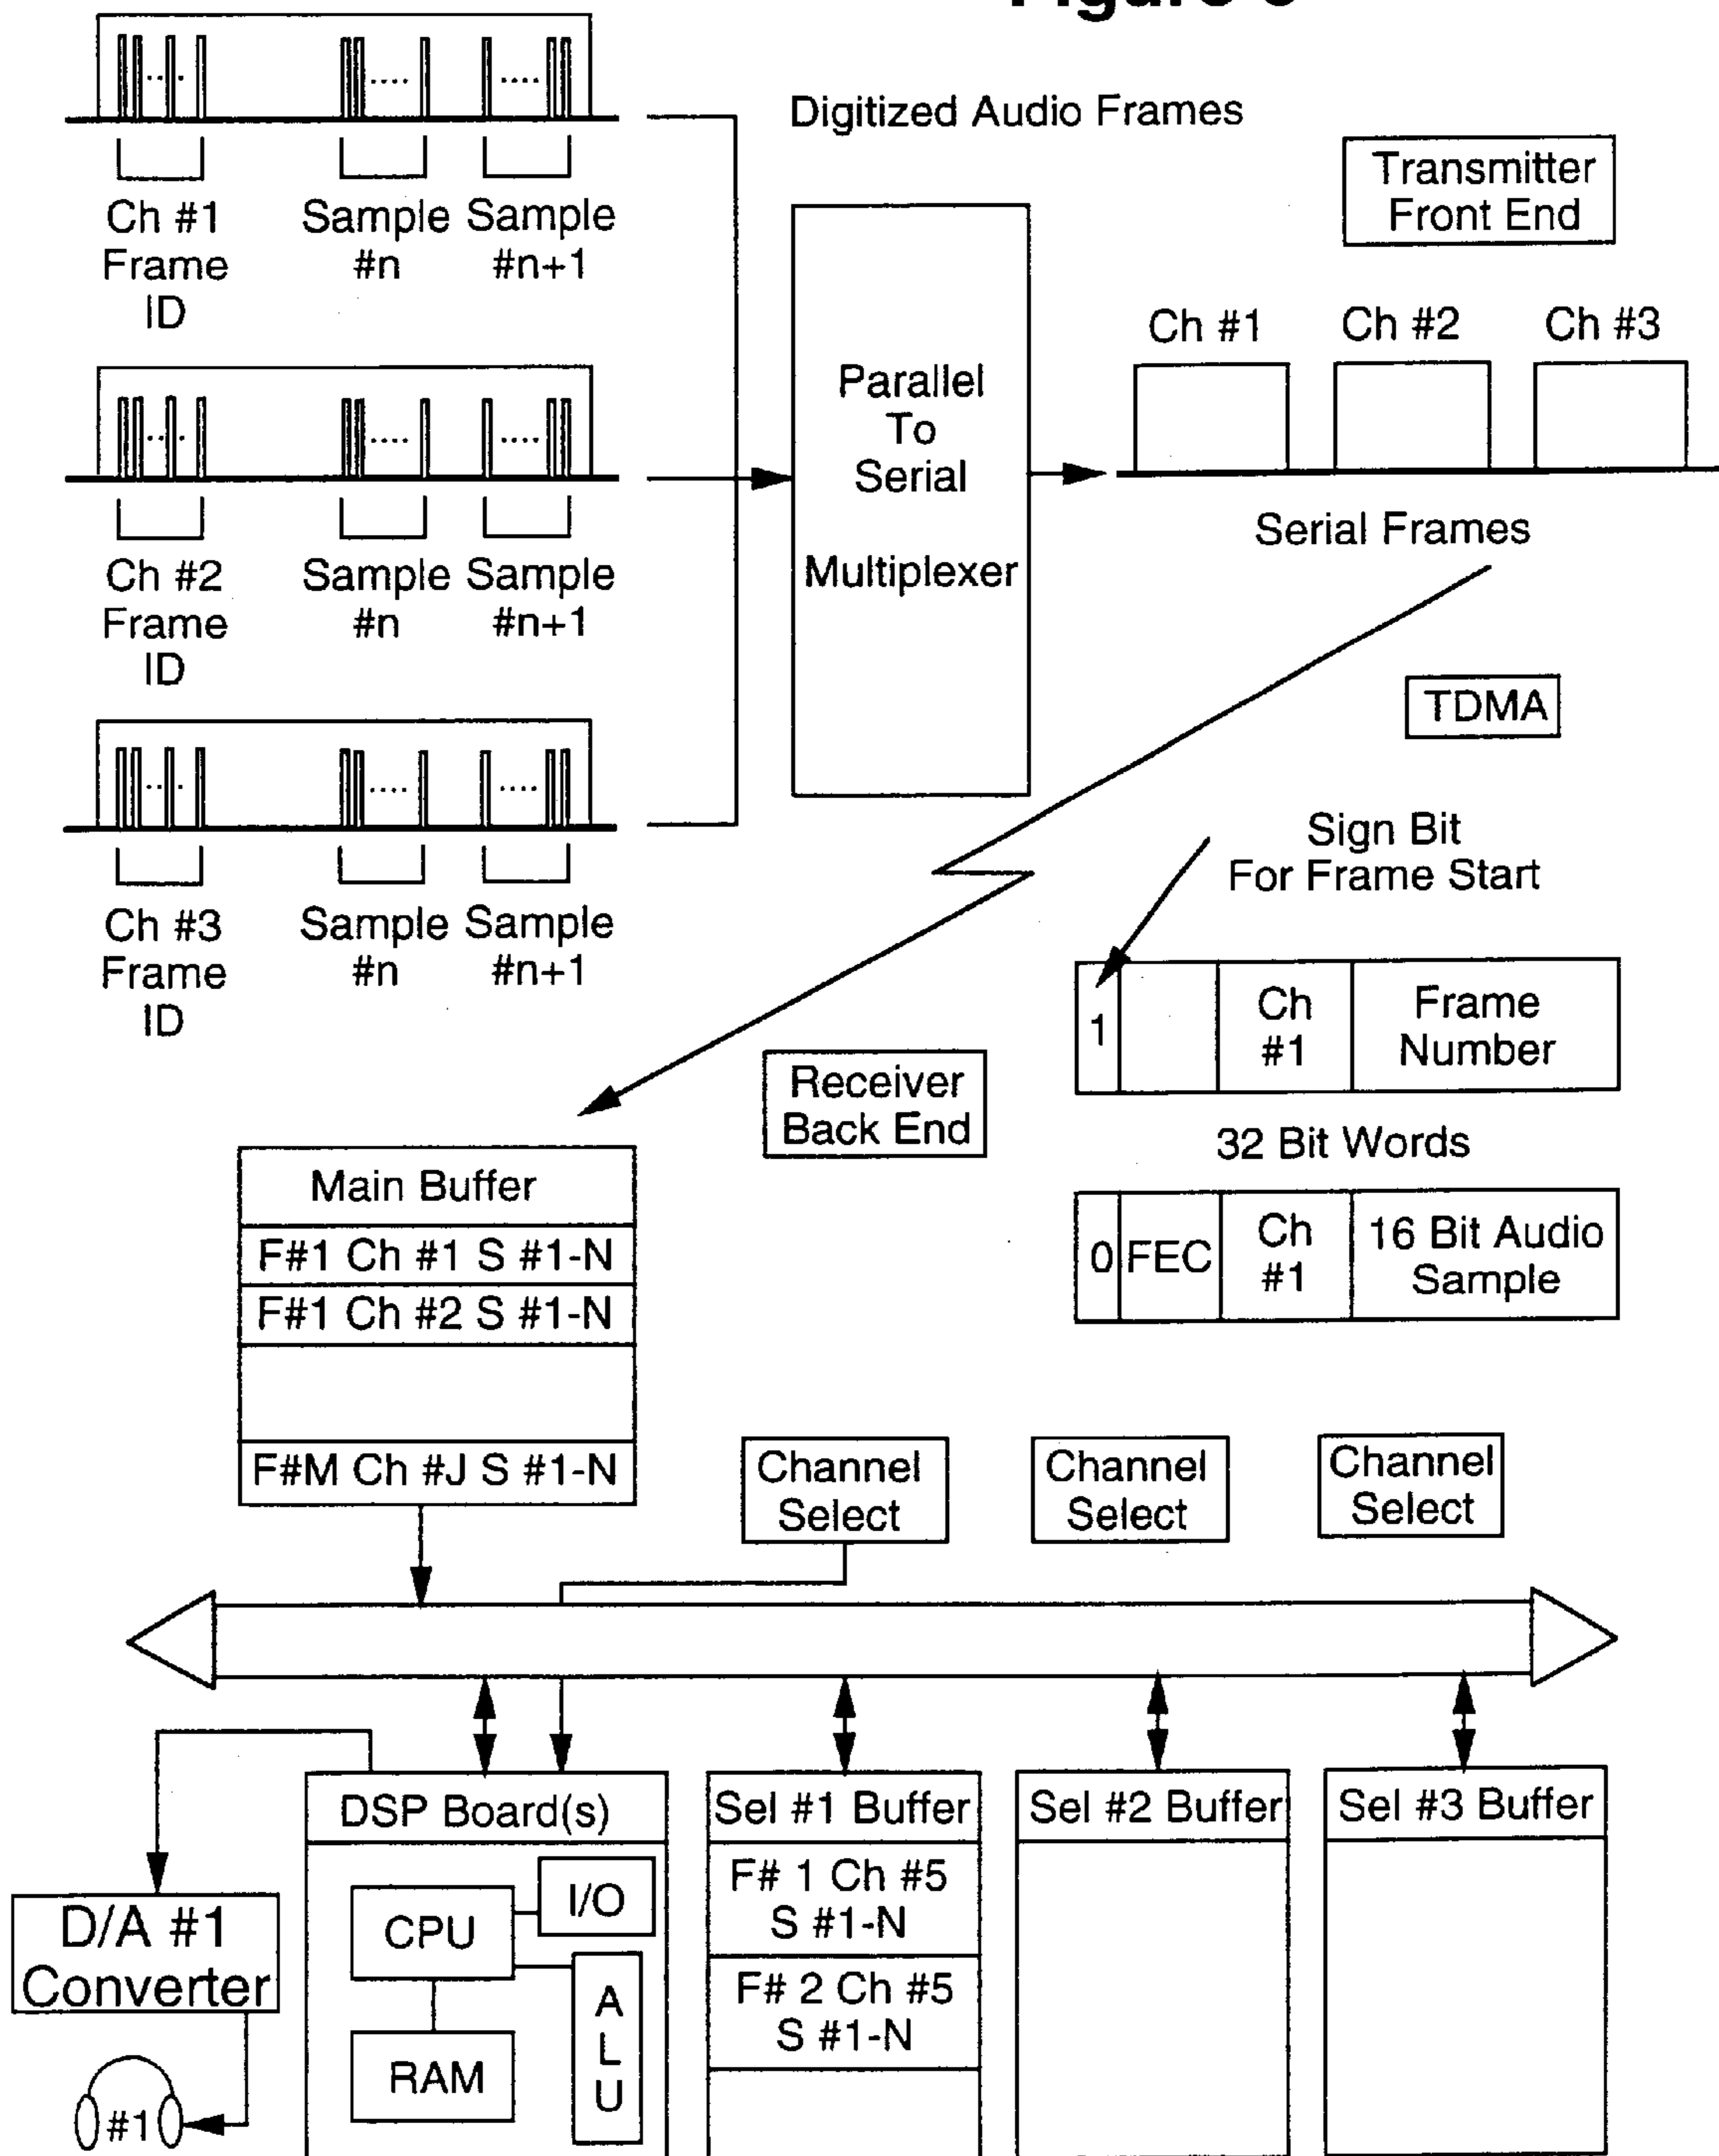 Digitized Audio Frames
Transmitter
Front End
Ch #1
Frame
ID
Sample
#n
Sample
#n+1
Ch #2
Frame
ID
Sample
#n
Sample
#n+1
Ch #3
Frame
ID
Sample
#n
Sample
#n+1
Parallel
To
Serial
Multiplexer
Ch #1
Ch #2
Ch #3
Serial Frames
TDMA
Sign Bit
For Frame Start
1
Ch
#1
Frame
Number
32 Bit Words
0
FEC
Ch
#1
16 Bit Audio
Sample
Receiver
Back End
Main Buffer
F#1 Ch #1 S #1-N
F#1 Ch #2 S #1-N
F#M Ch #J S #1-N
Channel
Select
Channel
Select
Channel
Select
D/A #1
Converter
#1
DSP Board(s)
CPU
I/O
RAM
A
L
U
Sel #1 Buffer
F# 1 Ch #5
S #1-N
F# 2 Ch #5
S #1-N
Sel #2 Buffer
Sel #3 Buffer